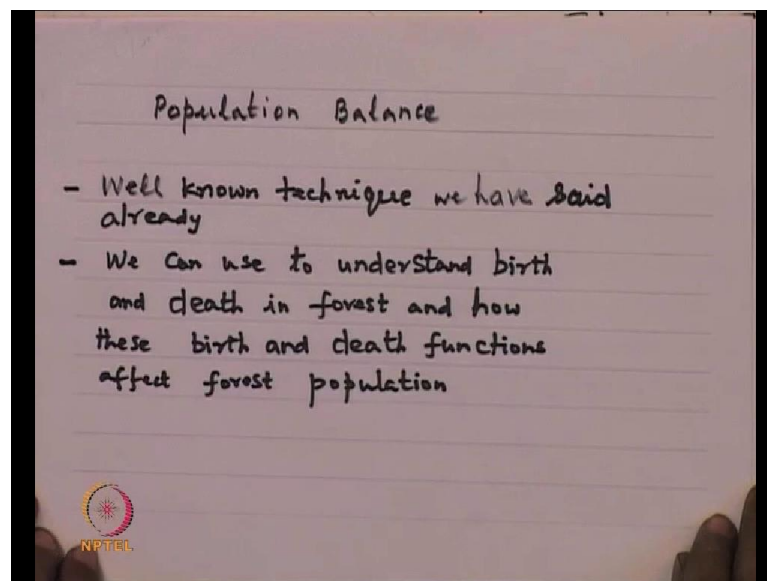 Population Balance
- Well known technique we have said
already
- We can use to understand birth
and death in forest and how
these birth and death functions
affect forest population
NPTEL